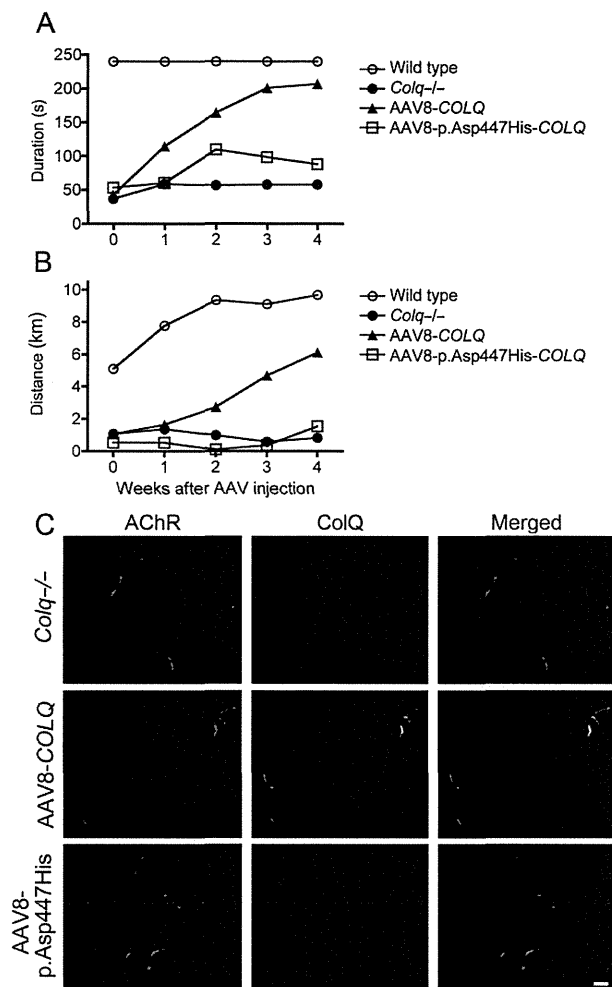 A
250
200
150
100
50
0
Duration (s)
0 1 2 3 4
Wild type
Colq–/–
AAV8-COLQ
AAV8-p.Asp447His-COLQ
B
10
8
6
4
2
0
Distance (km)
0 1 2 3 4
Weeks after AAV injection
Wild type
Colq–/–
AAV8-COLQ
AAV8-p.Asp447His-COLQ
C
AChR ColQ Merged
Colq–/–
AAV8-COLQ
AAV8-
p.Asp447His